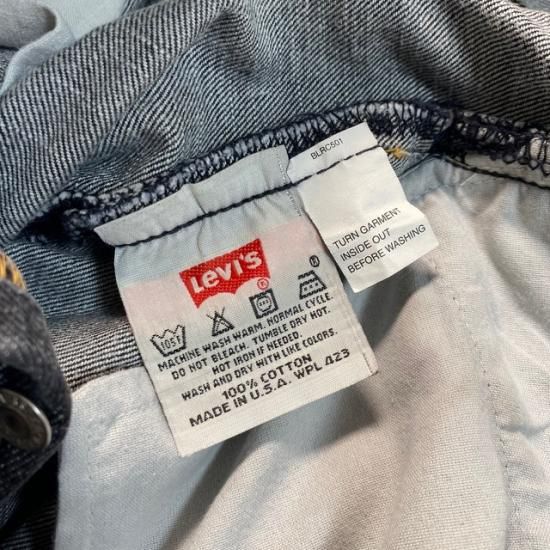 BLRC501
TURN GARMENT
INSIDE OUT
BEFORE WASHING
Levi's
®
105F
MACHINE WASH WARM. NORMAL CYCLE.
DO NOT BLEACH. TUMBLE DRY HOT.
HOT IRON IF NEEDED.
WASH AND DRY WITH LIKE COLORS.
100% COTTON
MADE IN U.S.A. WPL 423